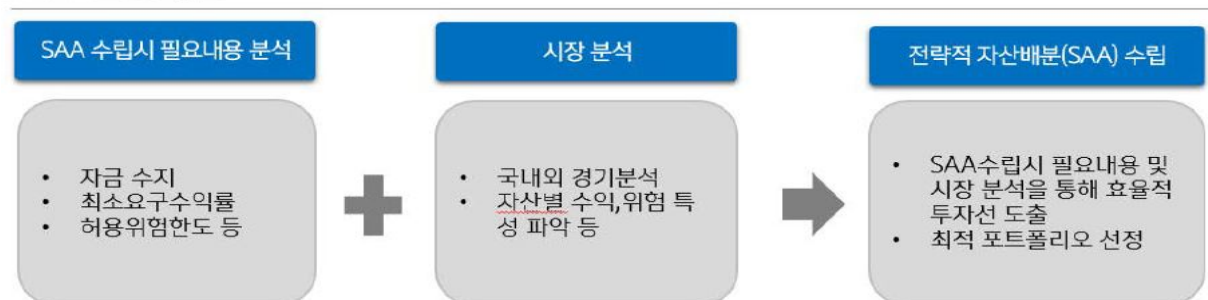 SAA 수립시 필요내용 분석
• 자금 수지
• 최소요구수익률
• 허용위험한도 등
시장 분석
• 국내외 경기분석
• 자산별 수익,위험 특
성 파악 등
전략적 자산배분(SAA) 수립
• SAA수립시 필요내용 및
시장 분석을 통해 효율적
투자선 도출
• 최적 포트폴리오 선정